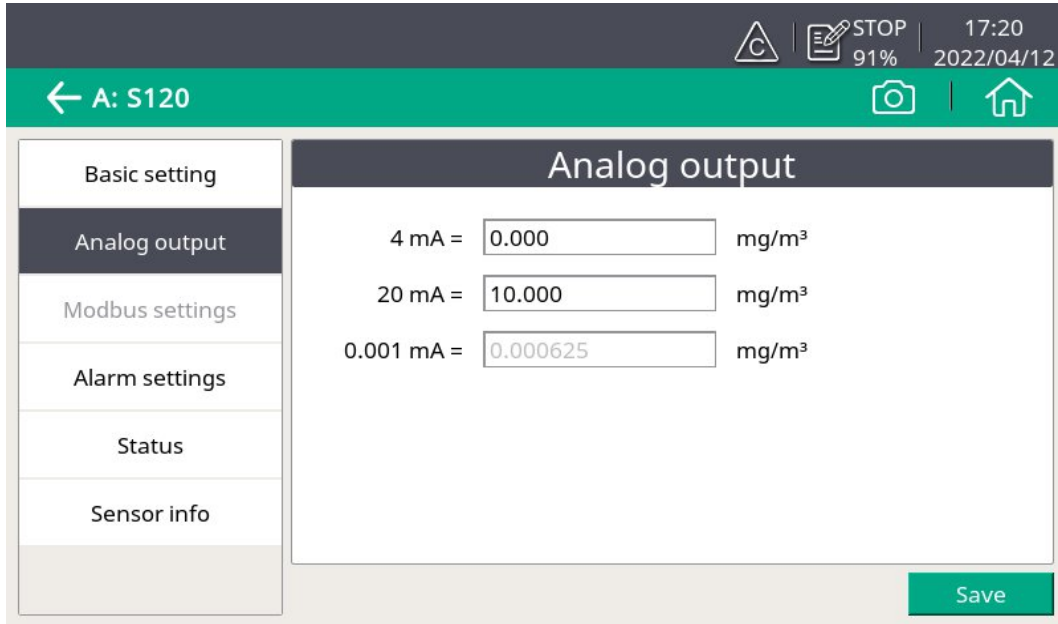 C
STOP
91%
17:20
2022/04/12
A: S120
Basic setting
Analog output
Modbus settings
Alarm settings
Status
Sensor info
Analog output
4 mA = 0.000 mg/m³
20 mA = 10.000 mg/m³
0.001 mA = 0.000625 mg/m³
Save